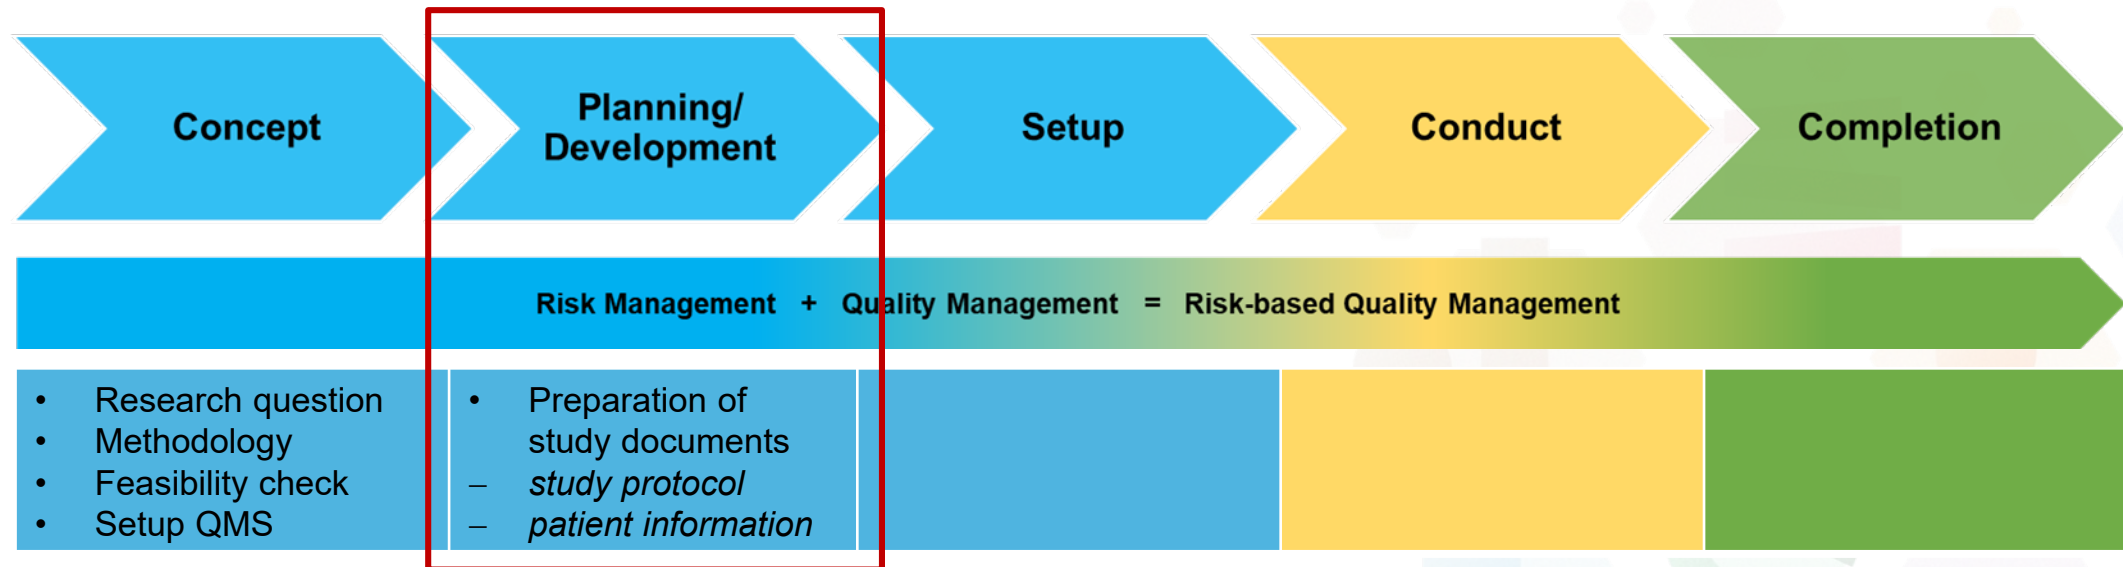 Concept
Planning/
Development
Setup
Conduct
Completion
Risk Management + Quality Management = Risk-based Quality Management
• Research question
• Methodology
• Feasibility check
• Setup QMS
• Preparation of
study documents
– study protocol
– patient information